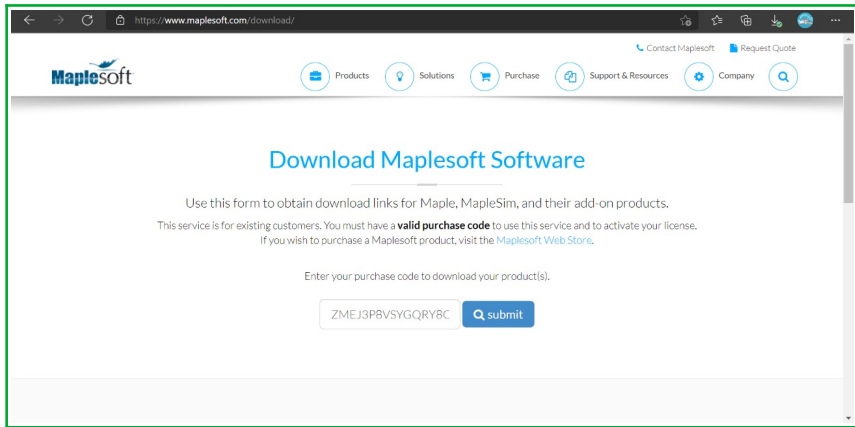 https://www.maplesoft.com/download/
Contact Maplesoft Request Quote
Maplesoft
Products Solutions Purchase Support & Resources Company
Download Maplesoft Software
Use this form to obtain download links for Maple, MapleSim, and their add-on products.
This service is for existing customers. You must have a valid purchase code to use this service and to activate your license.
If you wish to purchase a Maplesoft product, visit the Maplesoft Web Store.
Enter your purchase code to download your product(s).
ZMEJ3P8VSYGQRY8C submit